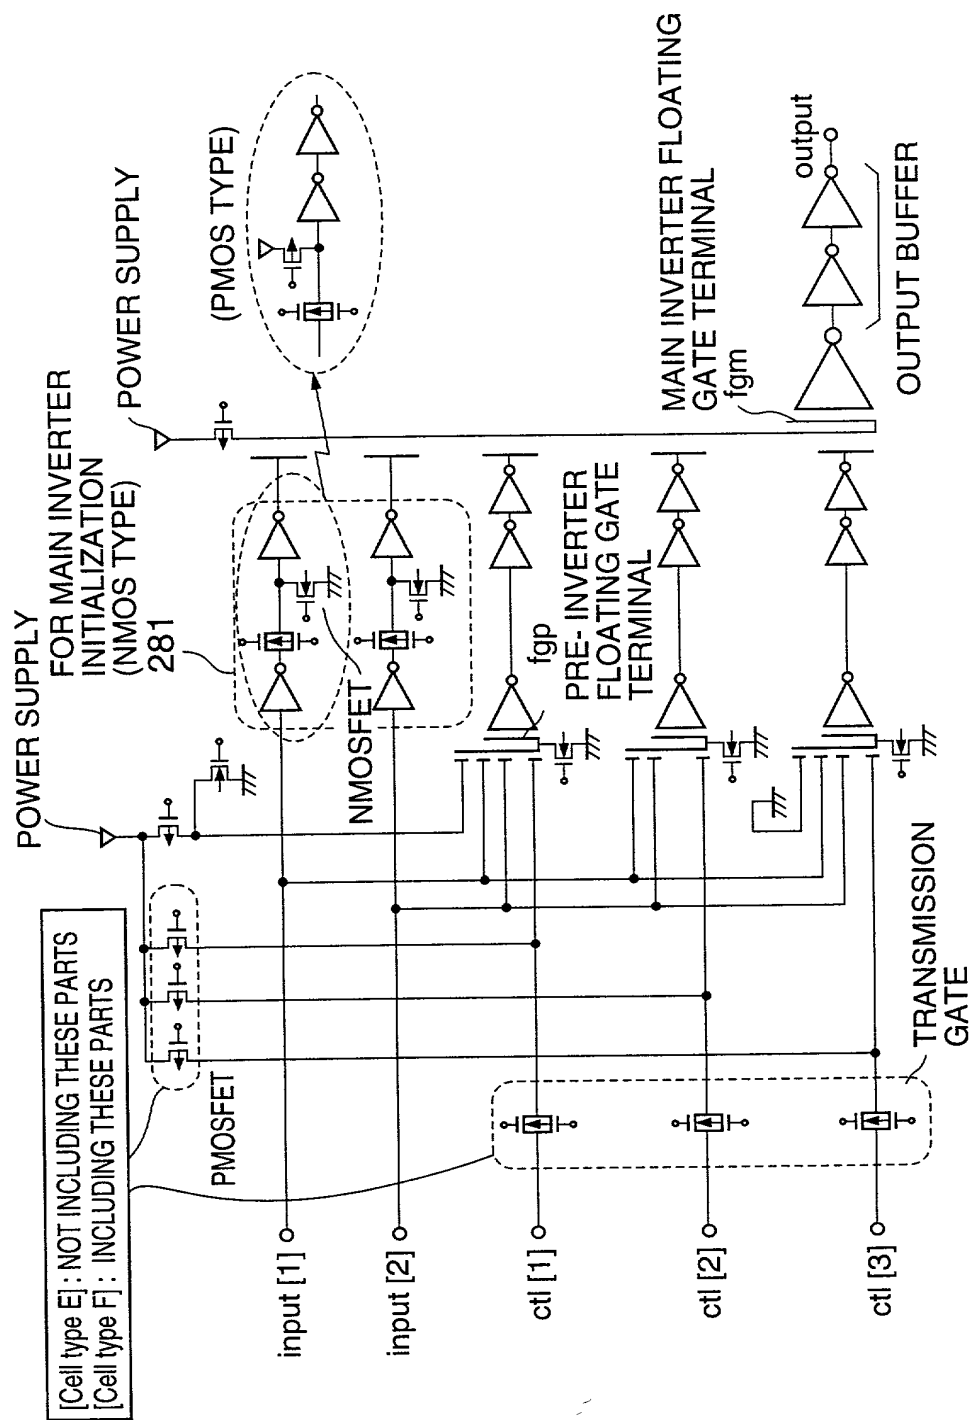 [Cell type E] : NOT INCLUDING THESE PARTS
[Cell type F] : INCLUDING THESE PARTS
POWER SUPPLY
FOR MAIN INVERTER
INITIALIZATION
(NMOS TYPE)
281
POWER SUPPLY
(PMOS TYPE)
PMOSFET
NMOSFET
input [1]
input [2]
ctl [1]
ctl [2]
ctl [3]
fgp
PRE- INVERTER
FLOATING GATE
TERMINAL
MAIN INVERTER FLOATING
GATE TERMINAL
fgm
output
OUTPUT BUFFER
TRANSMISSION
GATE